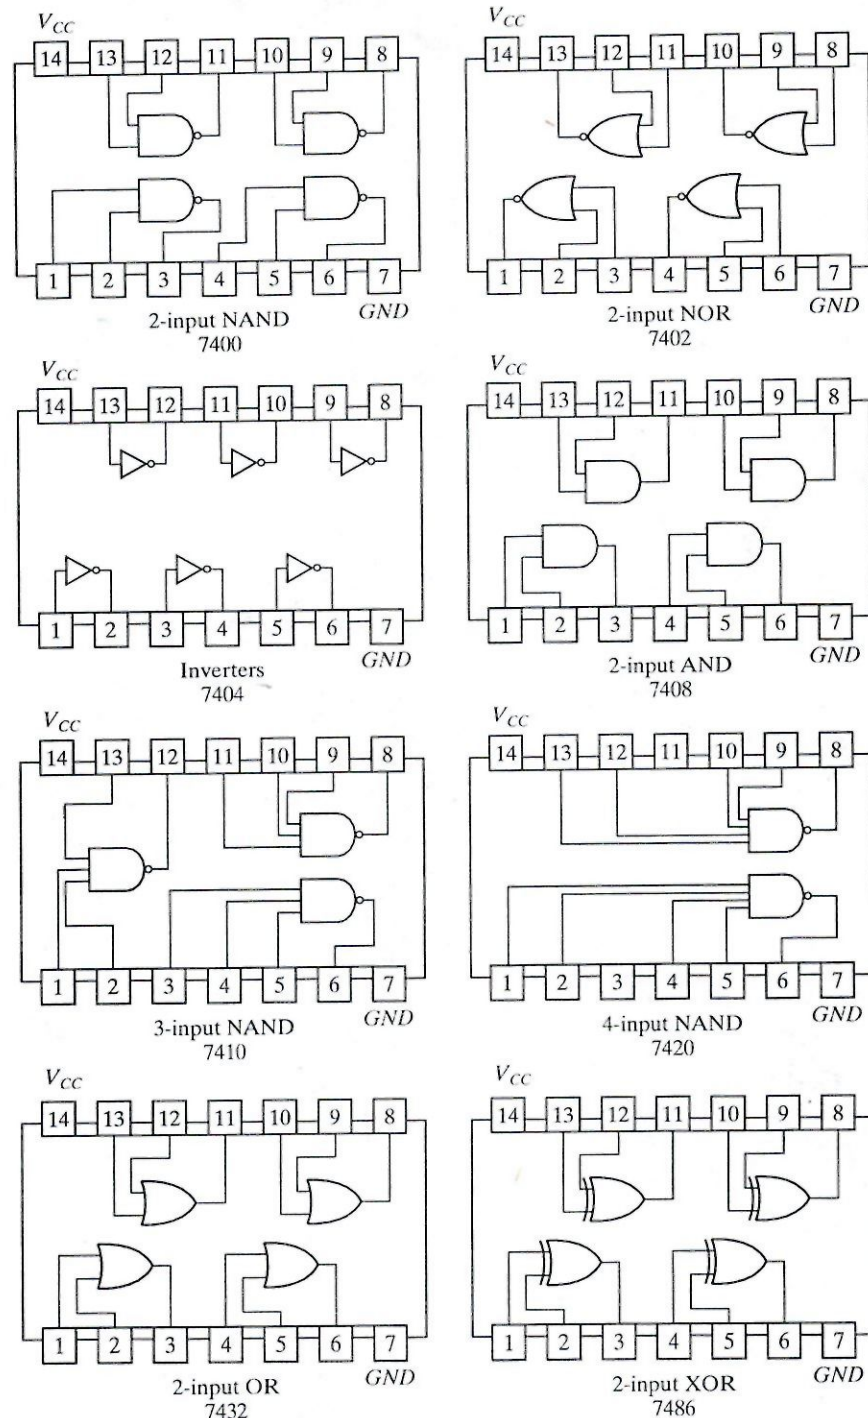 VCC VCC
14 13 12 11 10 9 8 14 13 12 11 10 9 8
1 2 3 4 5 6 7 1 2 3 4 5 6 7
2-input NAND GND 2-input NOR GND
7400 7402
VCC VCC
14 13 12 11 10 9 8 14 13 12 11 10 9 8
1 2 3 4 5 6 7 1 2 3 4 5 6 7
Inverters GND 2-input AND GND
7404 7408
VCC VCC
14 13 12 11 10 9 8 14 13 12 11 10 9 8
1 2 3 4 5 6 7 1 2 3 4 5 6 7
3-input NAND GND 4-input NAND GND
7410 7420
VCC VCC
14 13 12 11 10 9 8 14 13 12 11 10 9 8
1 2 3 4 5 6 7 1 2 3 4 5 6 7
2-input OR GND 2-input XOR GND
7432 7486